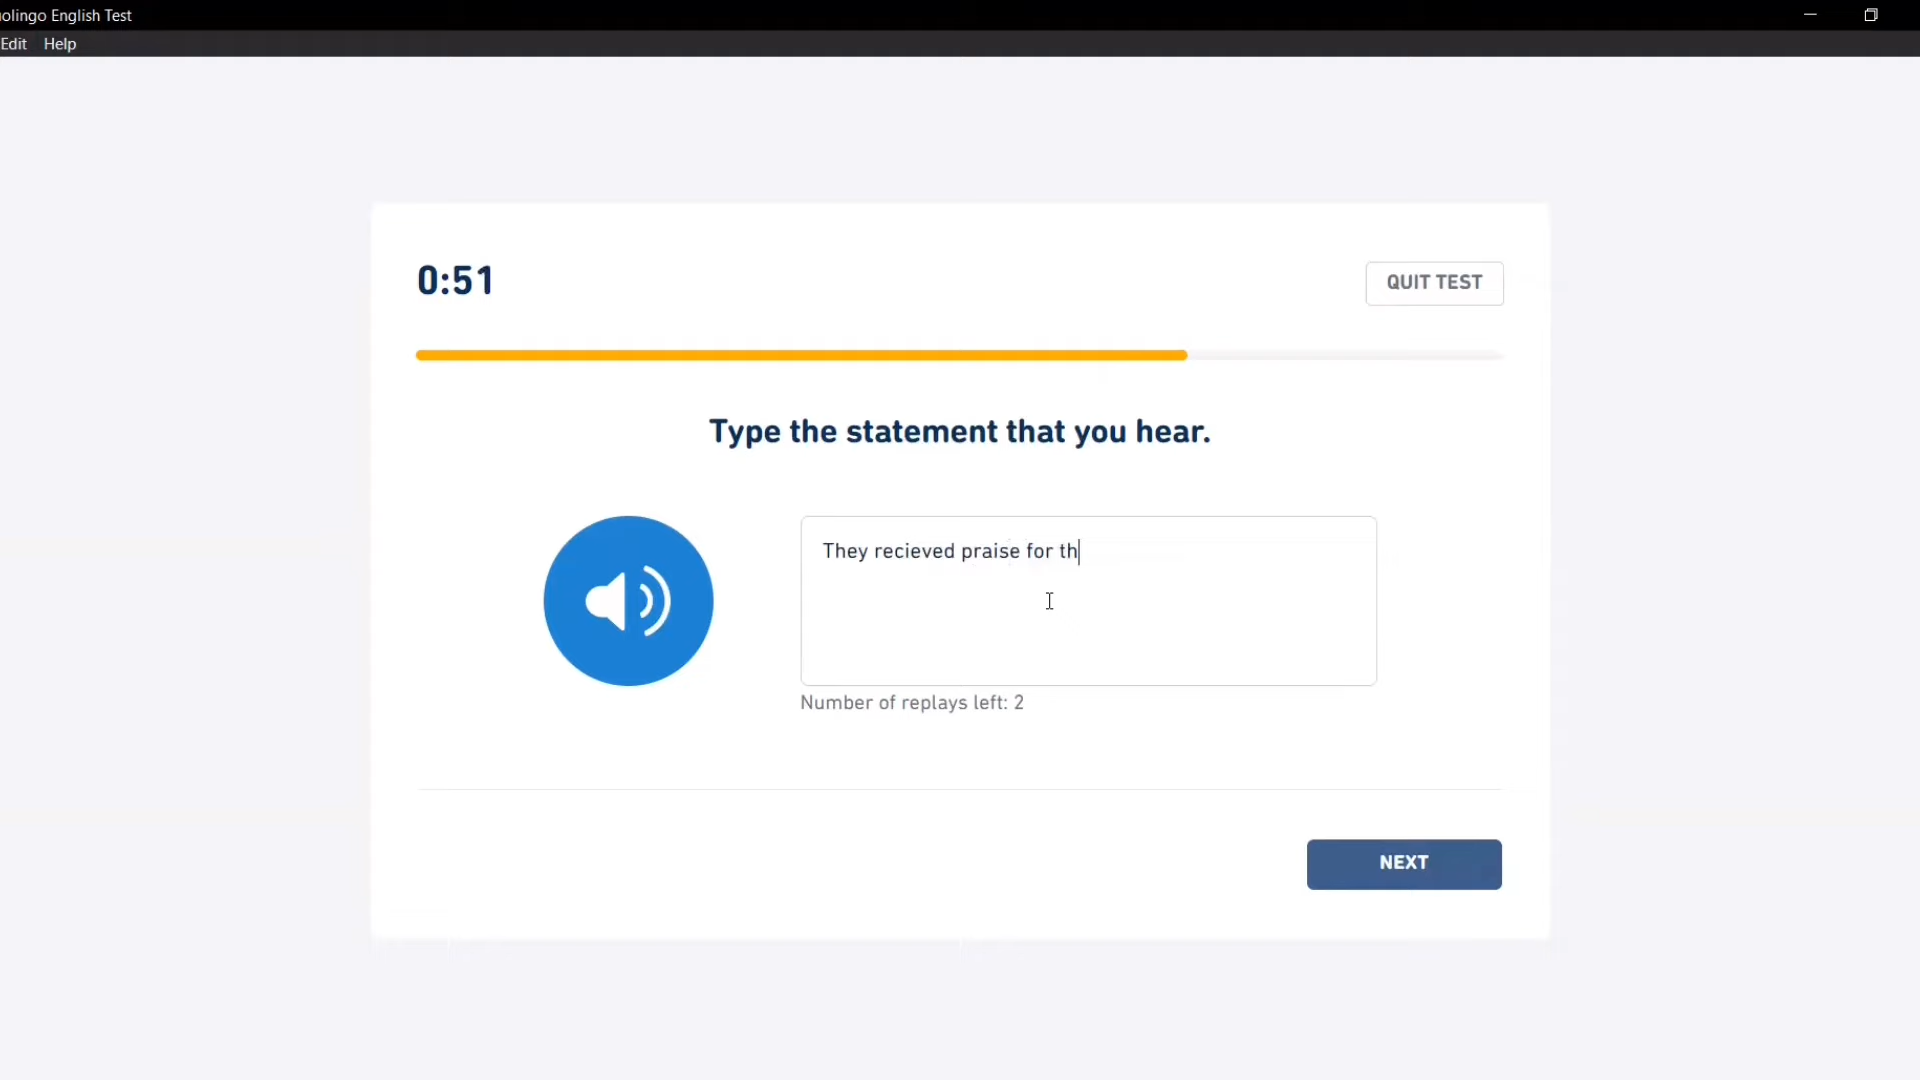 olingo English Test
Edit Help
0:51
QUIT TEST
Type the statement that you hear.
They recieved praise for th
Number of replays left: 2
NEXT